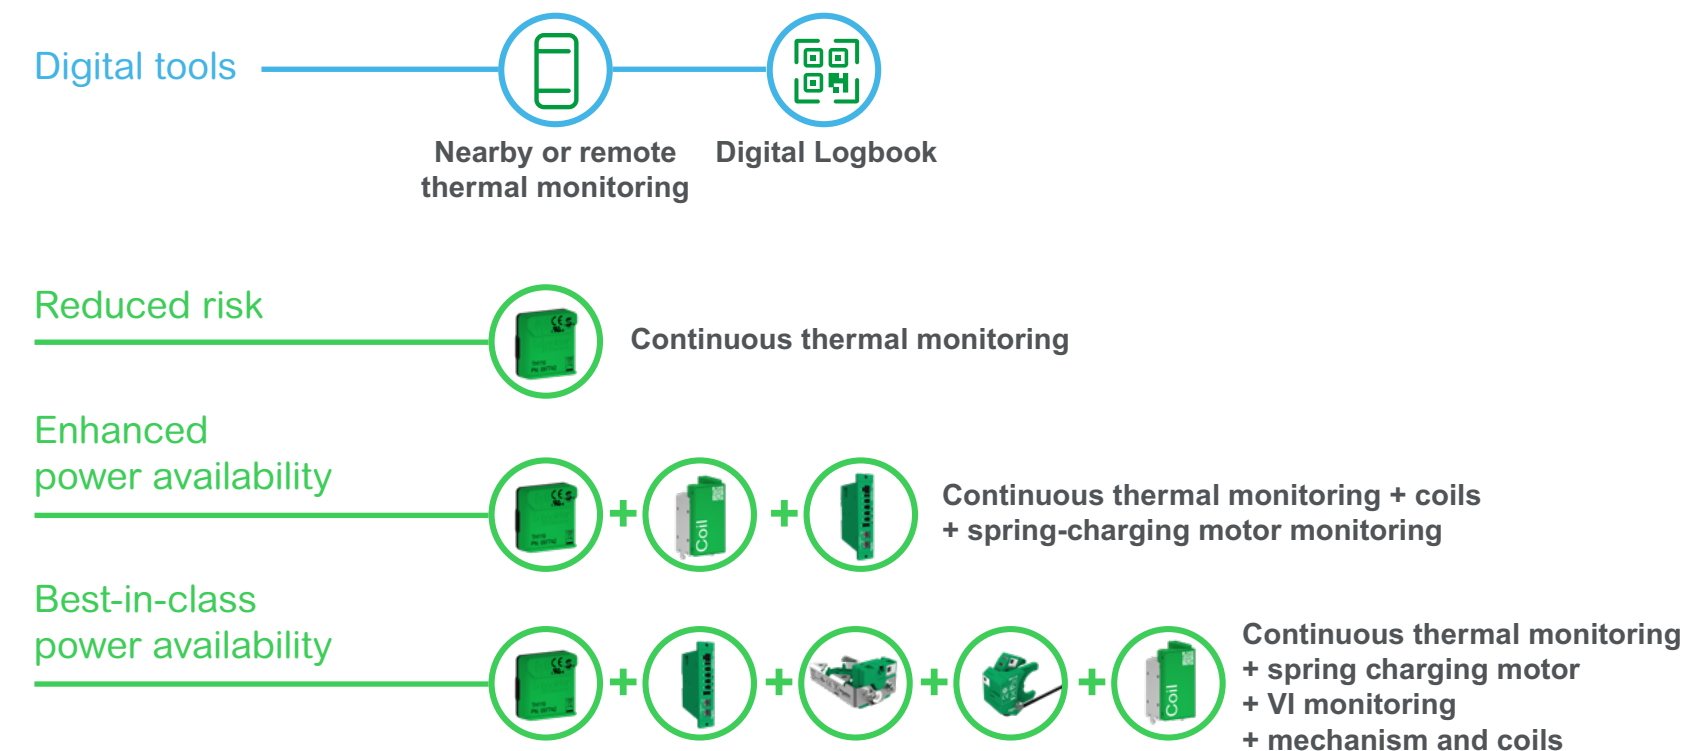 Digital tools
Nearby or remote
thermal monitoring
Digital Logbook
Reduced risk
Continuous thermal monitoring
Enhanced
power availability
Coil
Continuous thermal monitoring + coils
+ spring-charging motor monitoring
Best-in-class
power availability
Coil
Continuous thermal monitoring
+ spring charging motor
+ VI monitoring
+ mechanism and coils